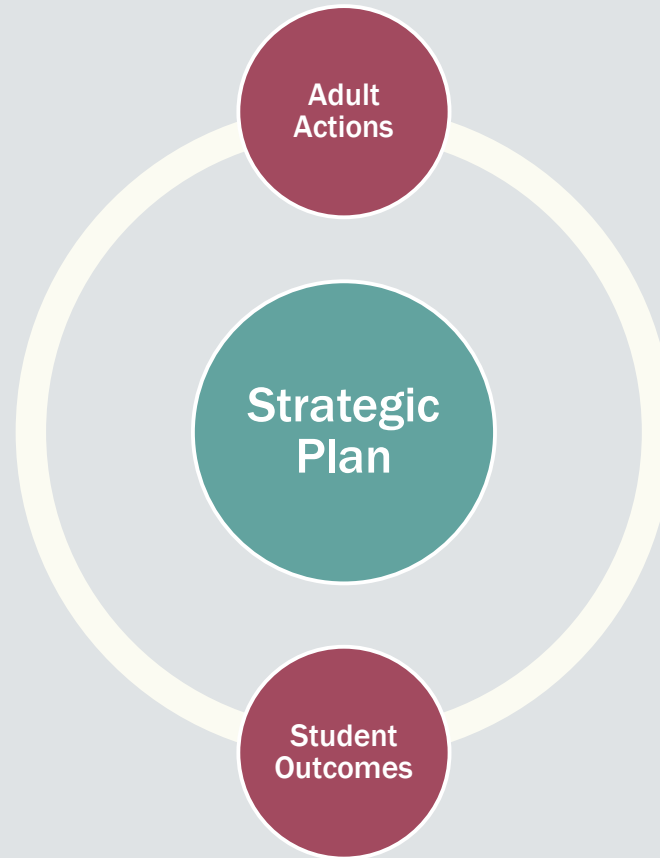 Adult
Actions
Strategic
Plan
Student
Outcomes